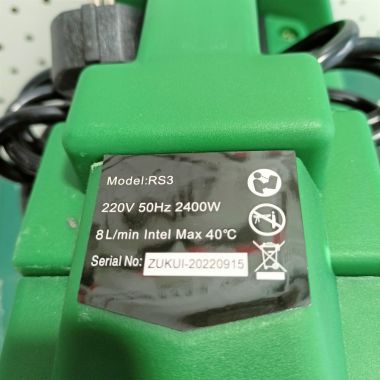 Model:RS3
220V 50Hz 2400W
8L/min Intel Max 40℃
Serial No: ZUKUI-20220915